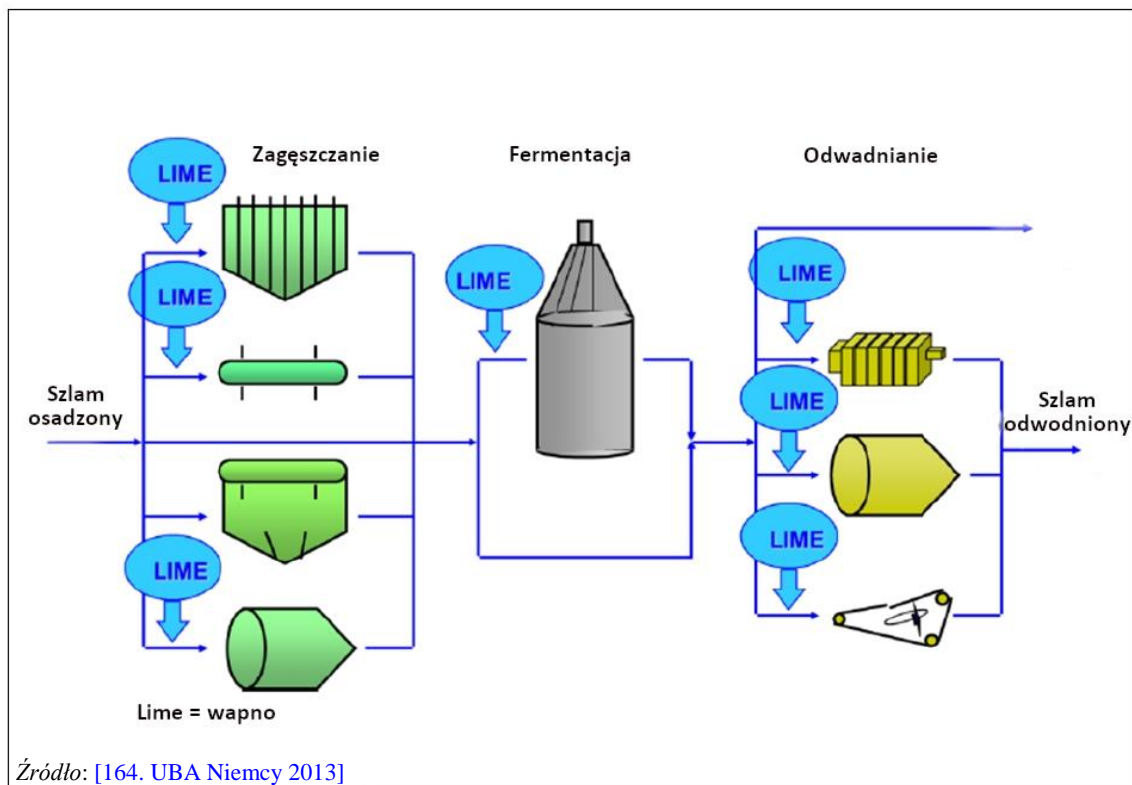 Zagęszczanie
Fermentacja
Odwadnianie
LIME
LIME
LIME
LIME
LIME
LIME
LIME
Szlam
osadzony
Szlam
odwodniony
Lime = wapno
Źródło: [164. UBA Niemcy 2013]